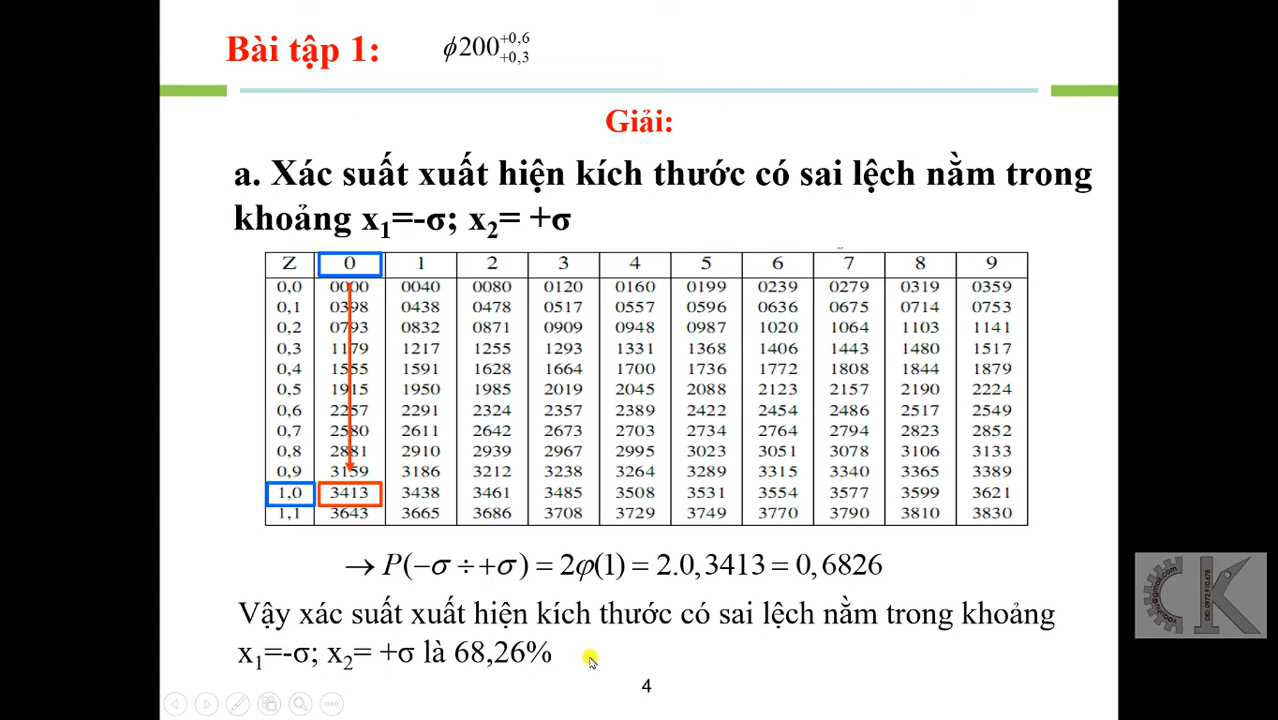 Bài tập 1: ϕ200 +0,6 +0,3
Giải:
a. Xác suất xuất hiện kích thước có sai lệch nằm trong
khoảng x₁=-σ; x₂= +σ
Z 0 1 2 3 4 5 6 7 8 9
0,0 0000 0040 0080 0120 0160 0199 0239 0279 0319 0359
0,1 0398 0438 0478 0517 0557 0596 0636 0675 0714 0753
0,2 0793 0832 0871 0909 0948 0987 1020 1064 1103 1141
0,3 1179 1217 1255 1293 1331 1368 1406 1443 1480 1517
0,4 1555 1591 1628 1664 1700 1736 1772 1808 1844 1879
0,5 1915 1950 1985 2019 2045 2088 2123 2157 2190 2224
0,6 2257 2291 2324 2357 2389 2422 2454 2486 2517 2549
0,7 2580 2611 2642 2673 2703 2734 2764 2794 2823 2852
0,8 2881 2910 2939 2967 2995 3023 3051 3078 3106 3133
0,9 3159 3186 3212 3238 3264 3289 3315 3340 3365 3389
1,0 3413 3438 3461 3485 3508 3531 3554 3577 3599 3621
1,1 3643 3665 3686 3708 3729 3749 3770 3790 3810 3830
→ P(−σ ÷ +σ) = 2φ(1) = 2.0,3413 = 0,6826
Vậy xác suất xuất hiện kích thước có sai lệch nằm trong khoảng
x₁=-σ; x₂= +σ là 68,26%
4
CK